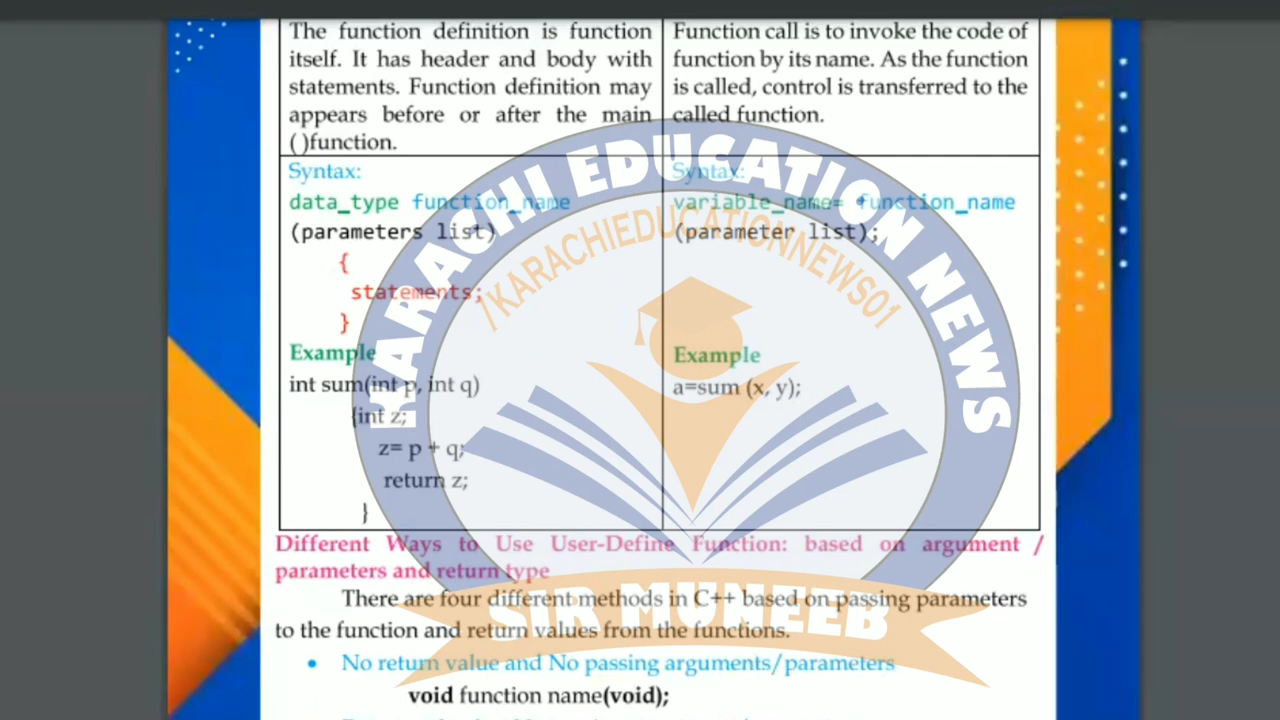 The function definition is function
itself. It has header and body with
statements. Function definition may
appears before or after the main
( )function.
Function call is to invoke the code of
function by its name. As the function
is called, control is transferred to the
called function.
Syntax:
data_type function_name
(parameters list)
{
statements;
}
Example
int sum(int p, int q)
{int z;
z= p + q;
return z;
}
Syntax:
variable_name= function_name
(parameter list);
Example
a=sum (x, y);
Different Ways to Use User-Define Function: based on argument /
parameters and return type
There are four different methods in C++ based on passing parameters
to the function and return values from the functions.
• No return value and No passing arguments/parameters
void function name(void);
KARACHI EDUCATION NEWS
/KARACHIEDUCATIONNEWS01
SIR MUNEEB